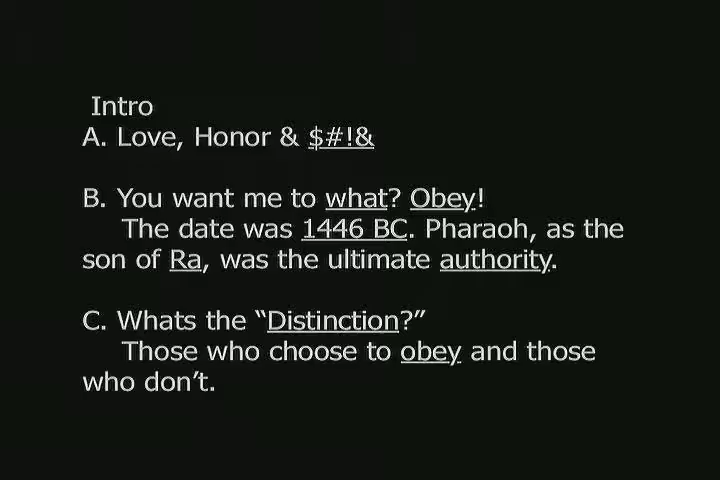 Intro
A. Love, Honor & $#!&
B. You want me to what? Obey!
The date was 1446 BC. Pharaoh, as the
son of Ra, was the ultimate authority.
C. Whats the “Distinction?”
Those who choose to obey and those
who don’t.